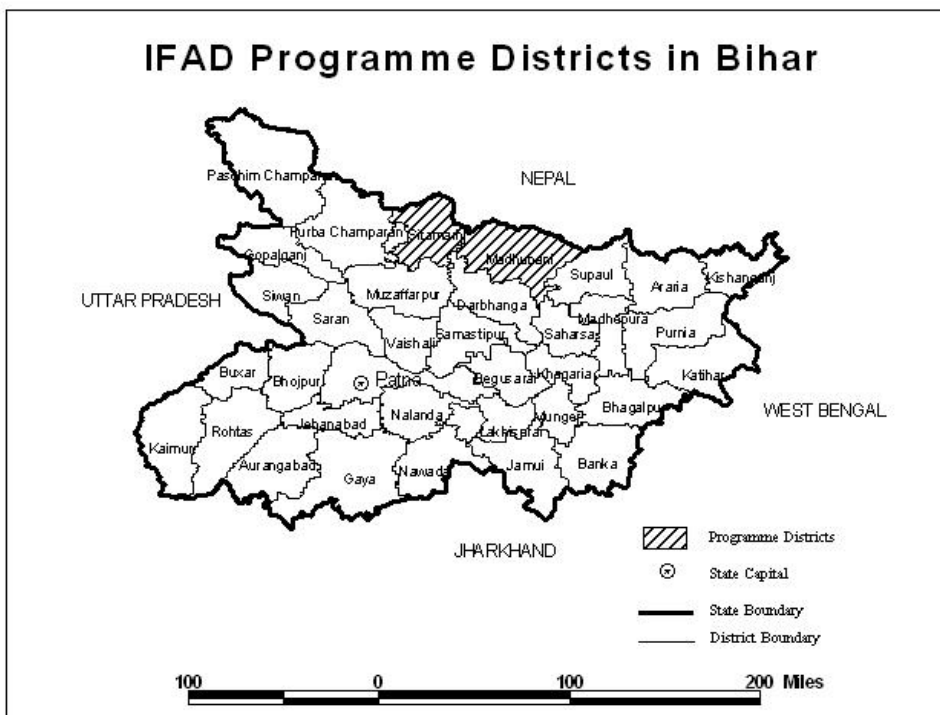 IFAD Programme Districts in Bihar
NEPAL
Paschim Champaran
Purba Champaran
Sitamarhi
Madhubani
Gopalganj
Supaul
Araria
Kishanganj
UTTAR PRADESH
Siwan
Muzaffarpur
Darbhanga
Saran
Madhepura
Vaishali
Samastipur
Saharsa
Purnia
Buxar
Bhojpur
Patna
Begusarai
Khagaria
Katihar
WEST BENGAL
Jehanabad
Nalanda
Munger
Bhagalpur
Rohtas
Lakhisarai
Kaimur
Aurangabad
Gaya
Nawada
Jamui
Banka
JHARKHAND
Programme Districts
State Capital
State Boundary
District Boundary
100 0 100 200 Miles